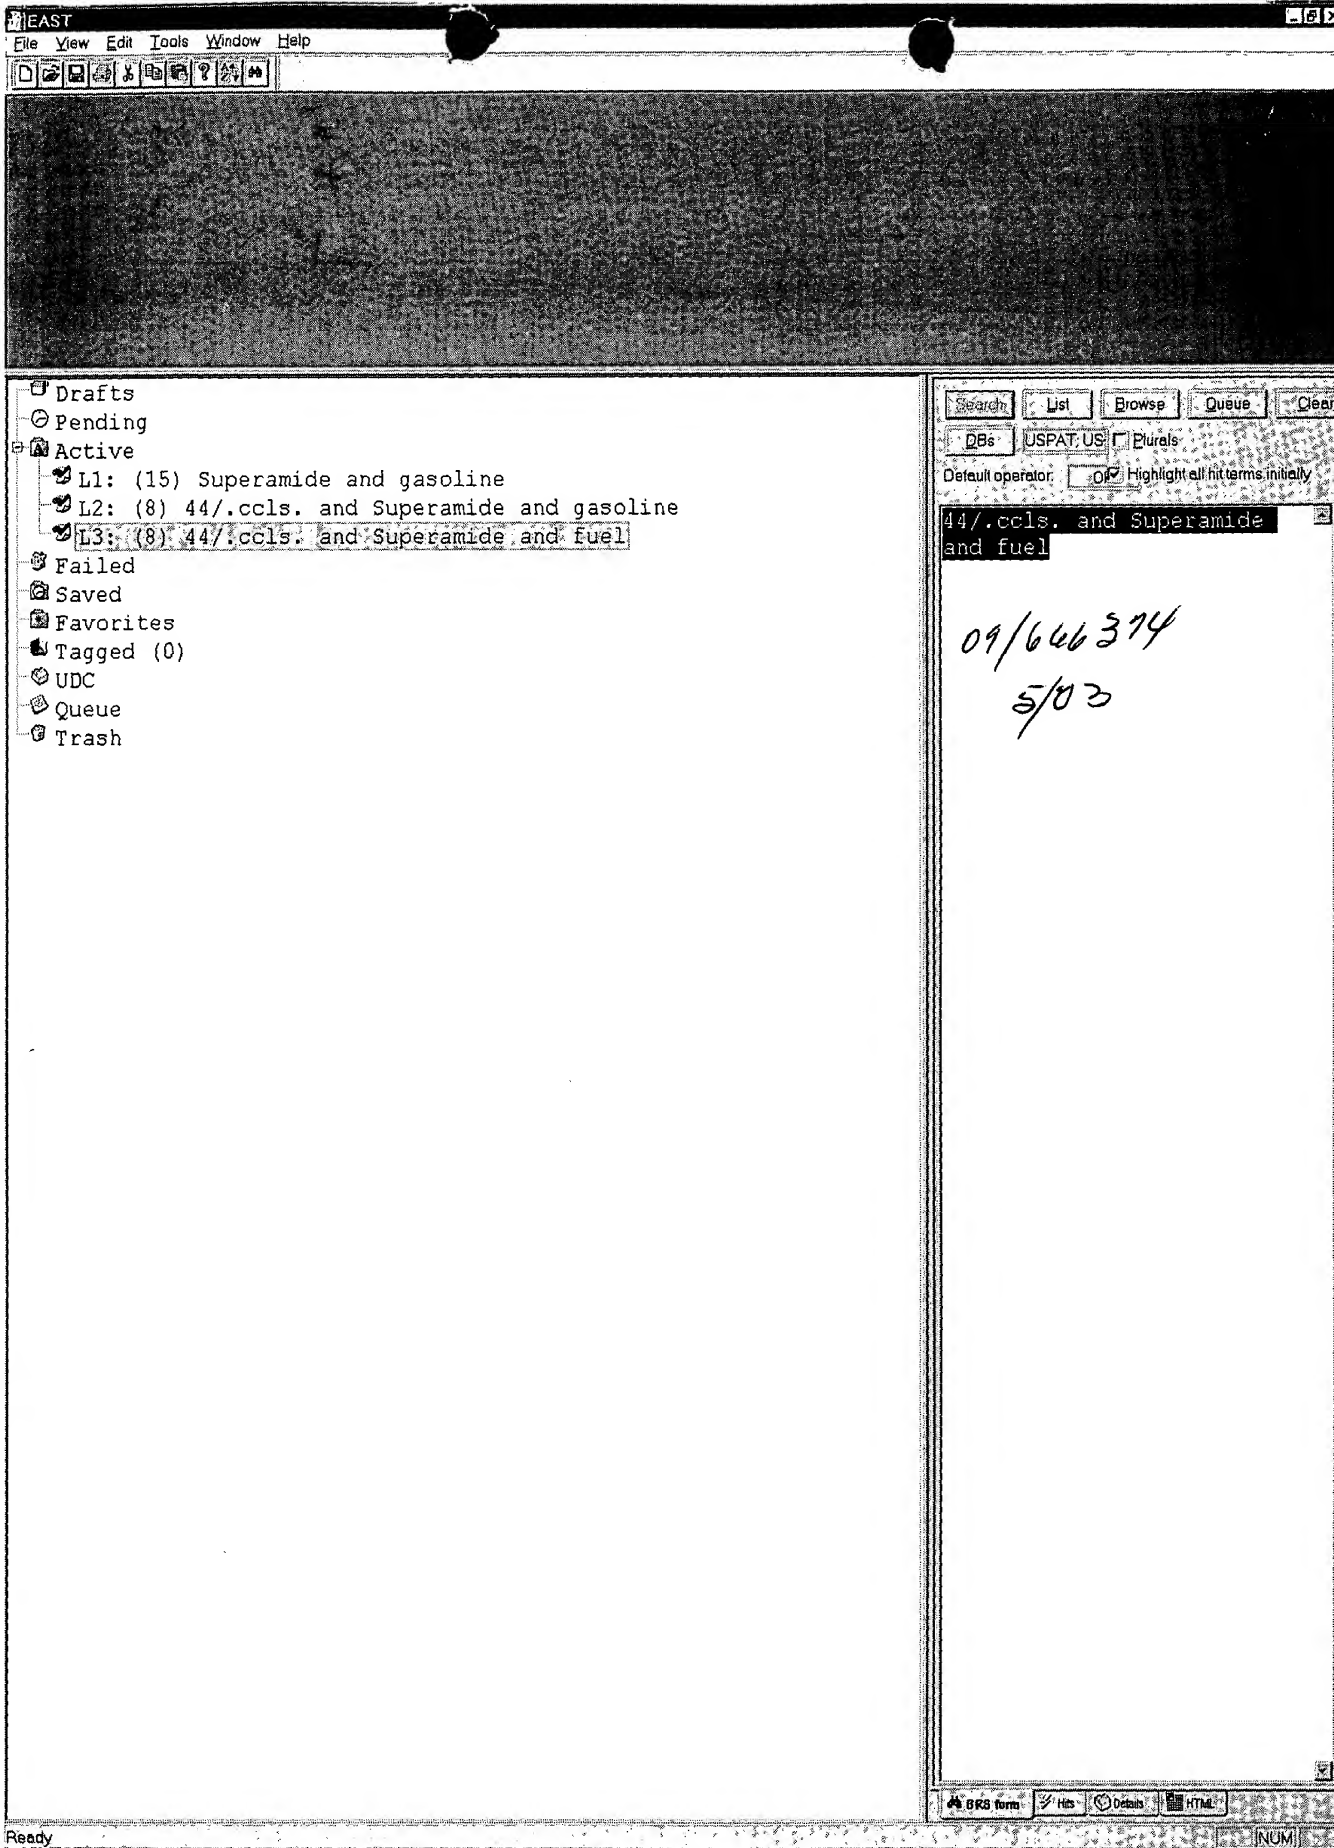 EAST
File View Edit Tools Window Help
Drafts
Pending
Active
L1: (15) Superamide and gasoline
L2: (8) 44/.ccls. and Superamide and gasoline
L3: (8) 44/.ccls. and Superamide and fuel
Failed
Saved
Favorites
Tagged (0)
UDC
Queue
Trash
Search List Browse Queue Clear
DBs USPAT; US Plurals
Default operator: OR Highlight all hit terms initially
44/.ccls. and Superamide
and fuel
09/646374
5/03
BRS form Hits Details HTML
Ready NUM